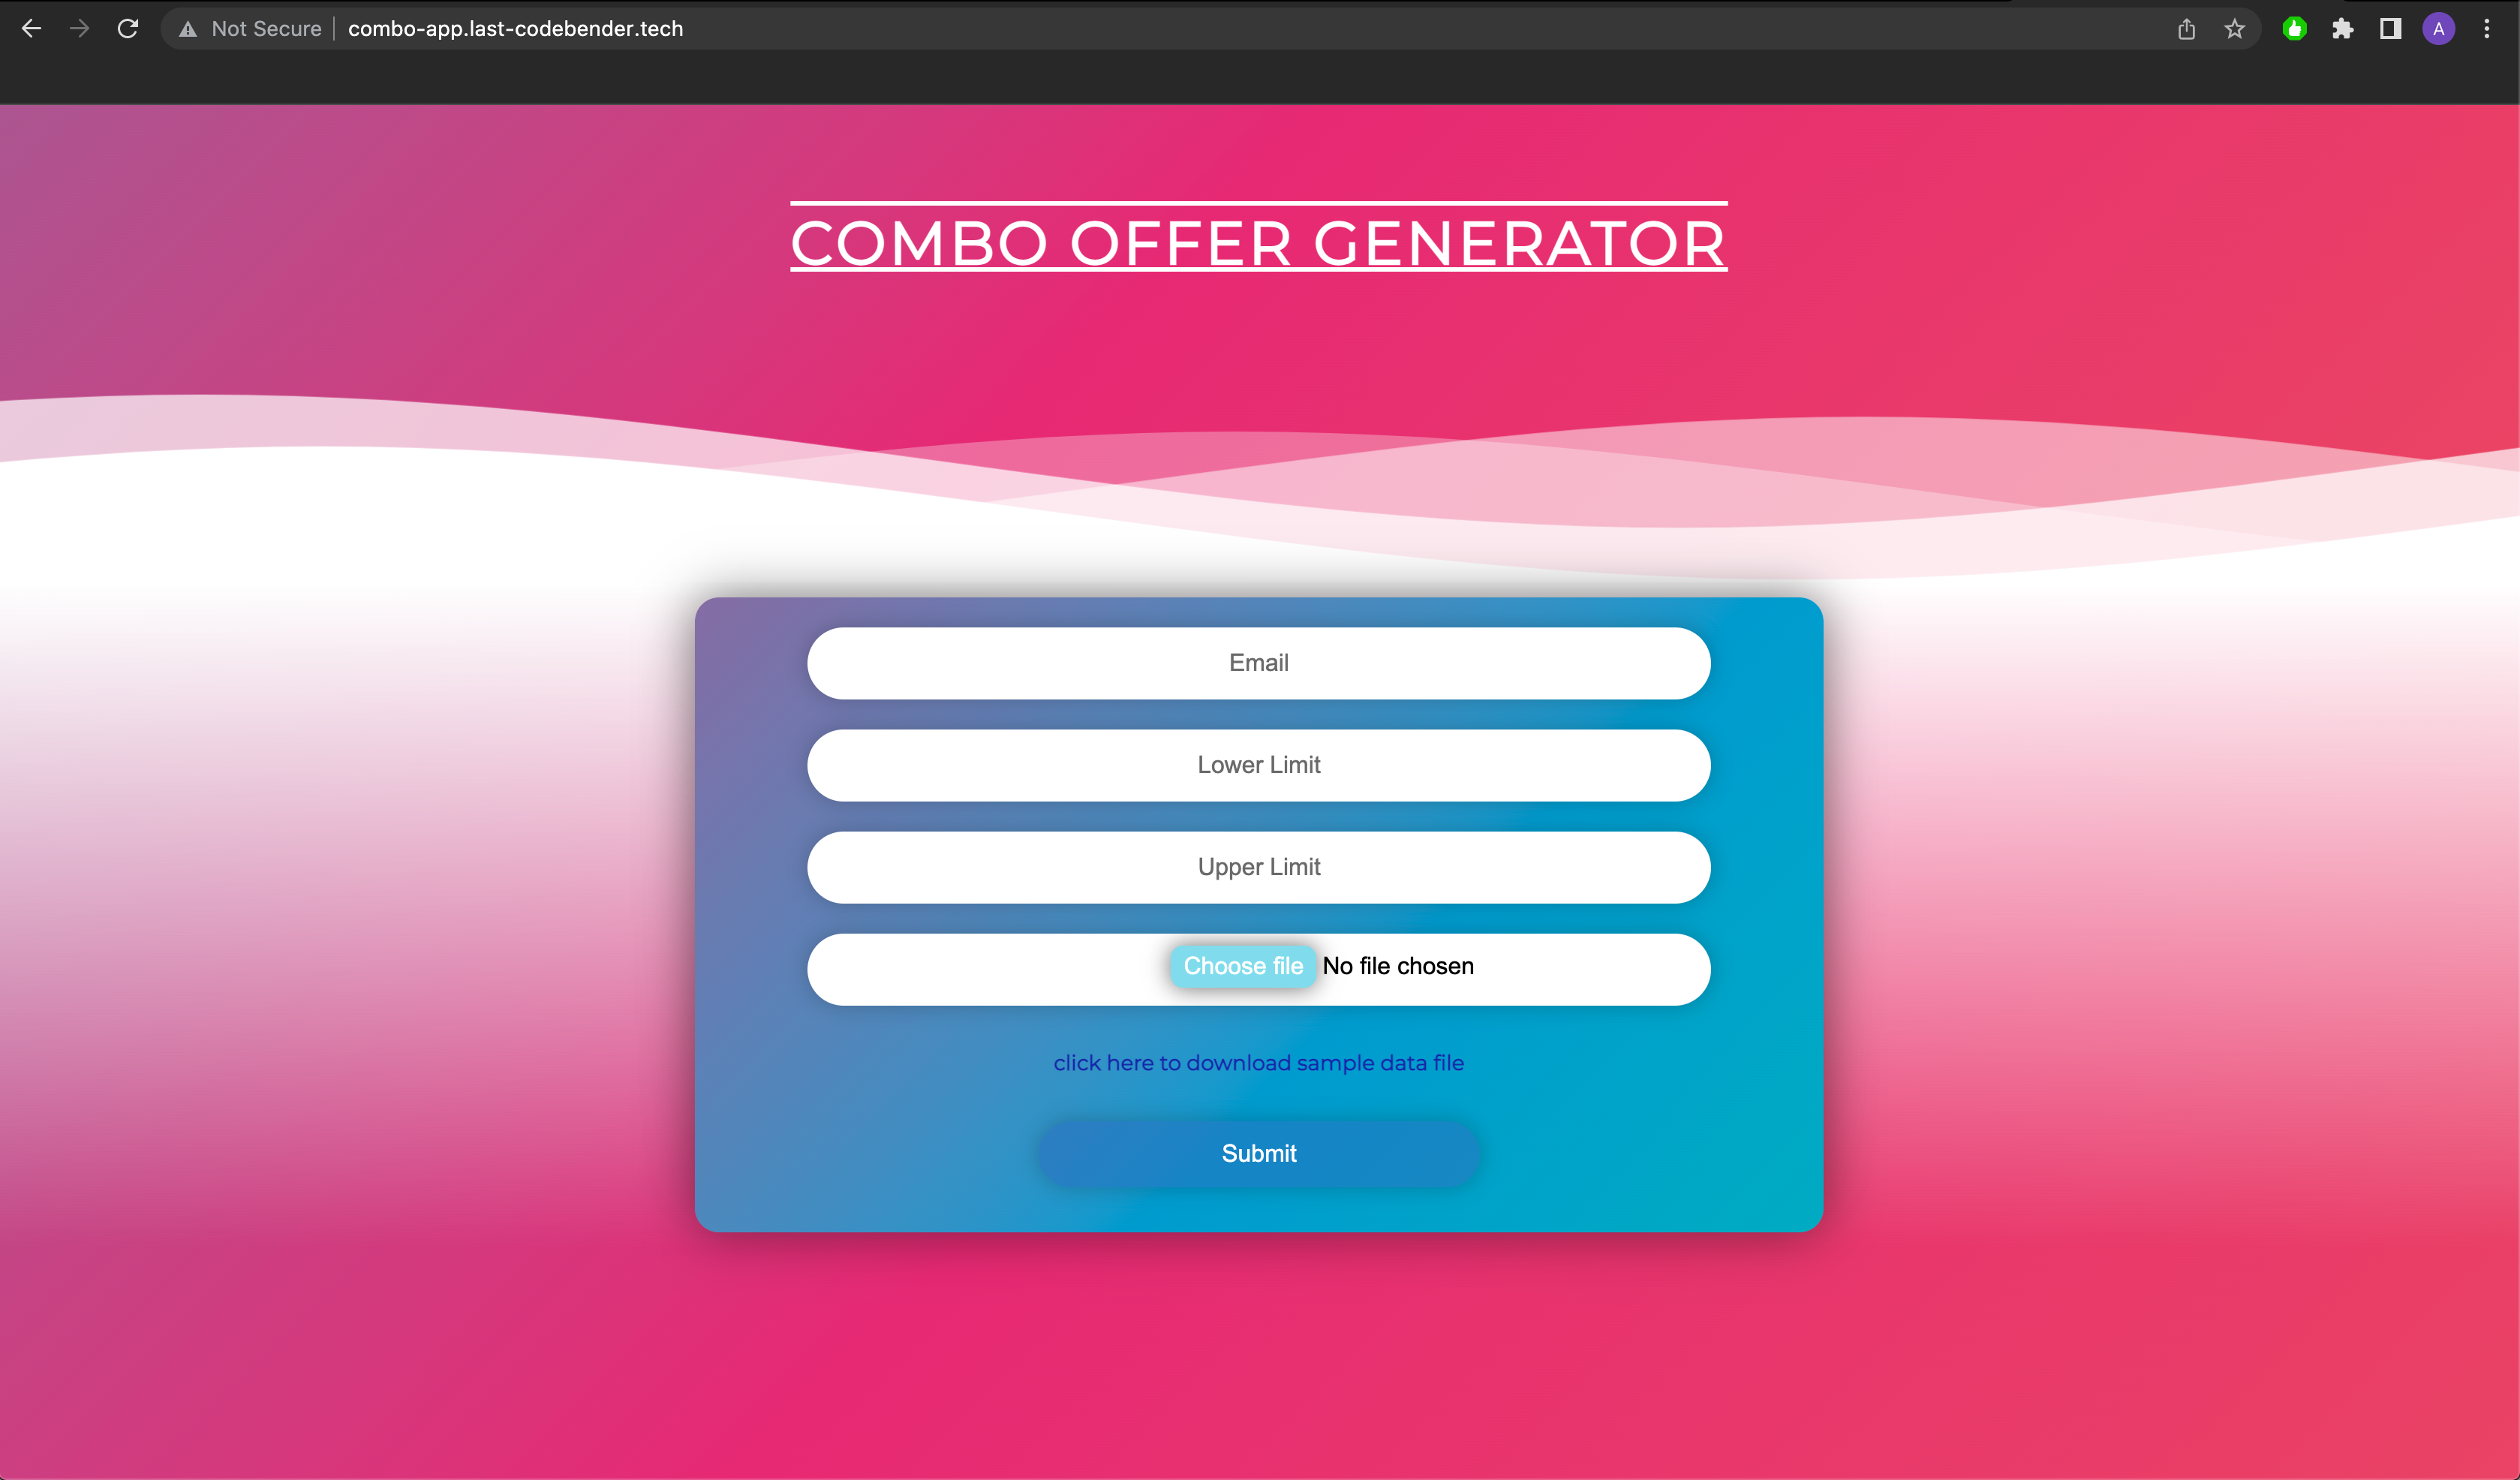 Not Secure | combo-app.last-codebender.tech
A
COMBO OFFER GENERATOR
Email
Lower Limit
Upper Limit
Choose file No file chosen
click here to download sample data file
Submit